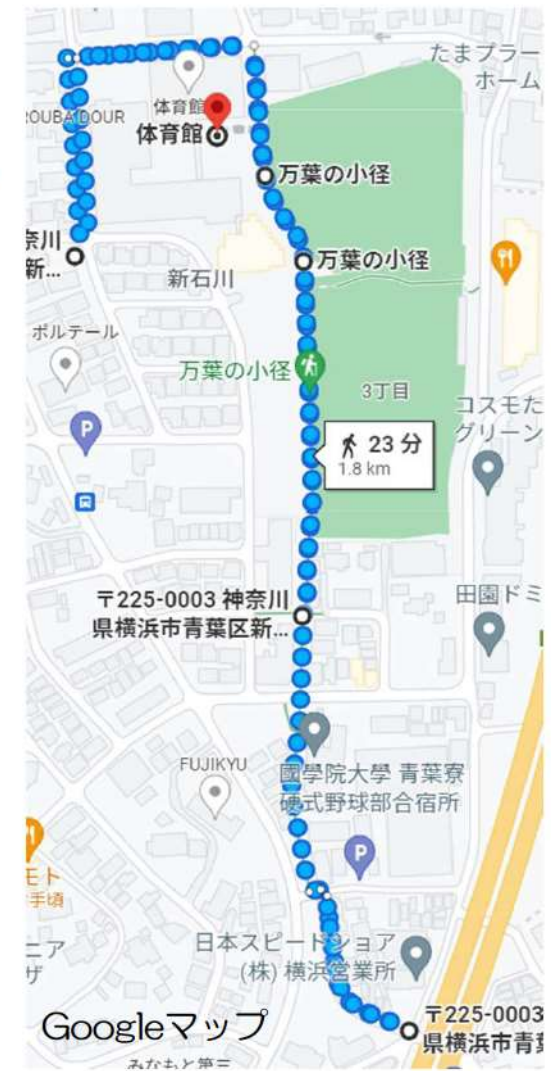 たまプラー
ホーム
体育館
ROUBADOUR
体育館
万葉の小径
万葉の小径
奈川
新...
新石川
ポルテール
万葉の小径
3丁目
P
コスモた
グリーン
23 分
1.8 km
〒225-0003 神奈川
県横浜市青葉区新...
田園ドミ
FUJIKYU
國學院大學 青葉寮
硬式野球部合宿所
P
モト
手頃
ニア
ザ
日本スピードショア
(株) 横浜営業所
〒225-0003
県横浜市青葉
Googleマップ
みなもと第三